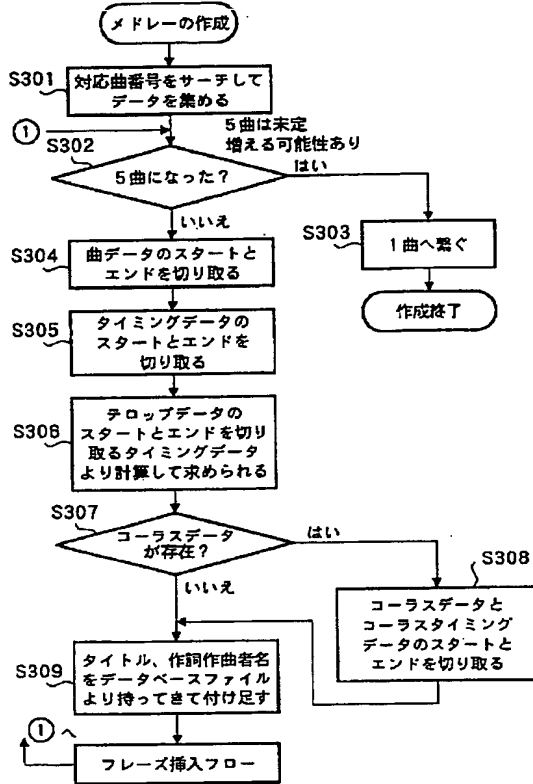 メドレーの作成
S301
対応曲番号をサーチして
データを集める
①
S302
5曲は未定
増える可能性あり
5曲になった?
はい
いいえ
S303
1曲へ繋ぐ
作成終了
S304
曲データのスタートと
エンドを切り取る
S305
タイミングデータの
スタートとエンドを
切り取る
S306
テロップデータの
スタートとエンドを切り
取るタイミングデータ
より計算して求められる
S307
コーラスデータ
が存在?
はい
いいえ
S308
コーラスデータと
コーラスタイミング
データのスタートと
エンドを切り取る
S309
タイトル、作詞作曲者名
をデータベースファイル
より持ってきて付け足す
①へ
フレーズ挿入フロー